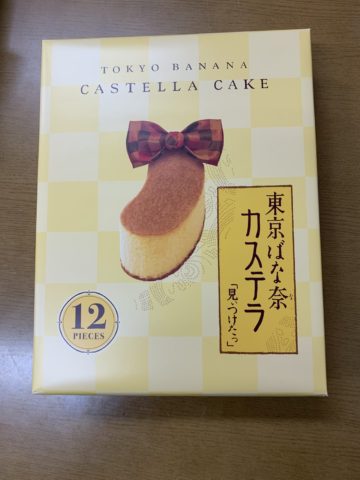 TOKYO BANANA
CASTELLA CAKE
東京ばな奈
な
カステラ
「見ぃつけたっ」
12
PIECES